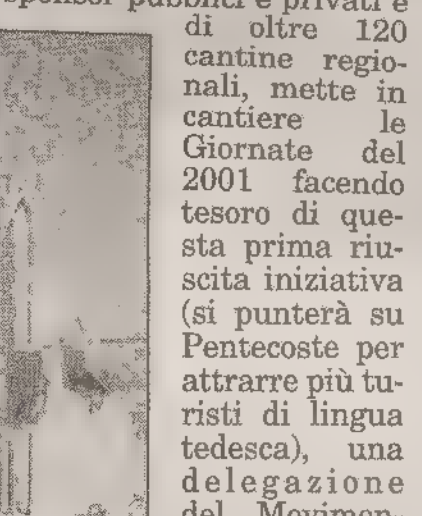 sponsor pubblici e privati e
di oltre 120
cantine regio-
nali, mette in
cantiere le
Giornate del
2001 facendo
tesoro di que-
sta prima riu-
scita iniziativa
(si punterà su
Pentecoste per
attrarre più tu-
risti di lingua
tedesca), una
delegazione
del Movimen-